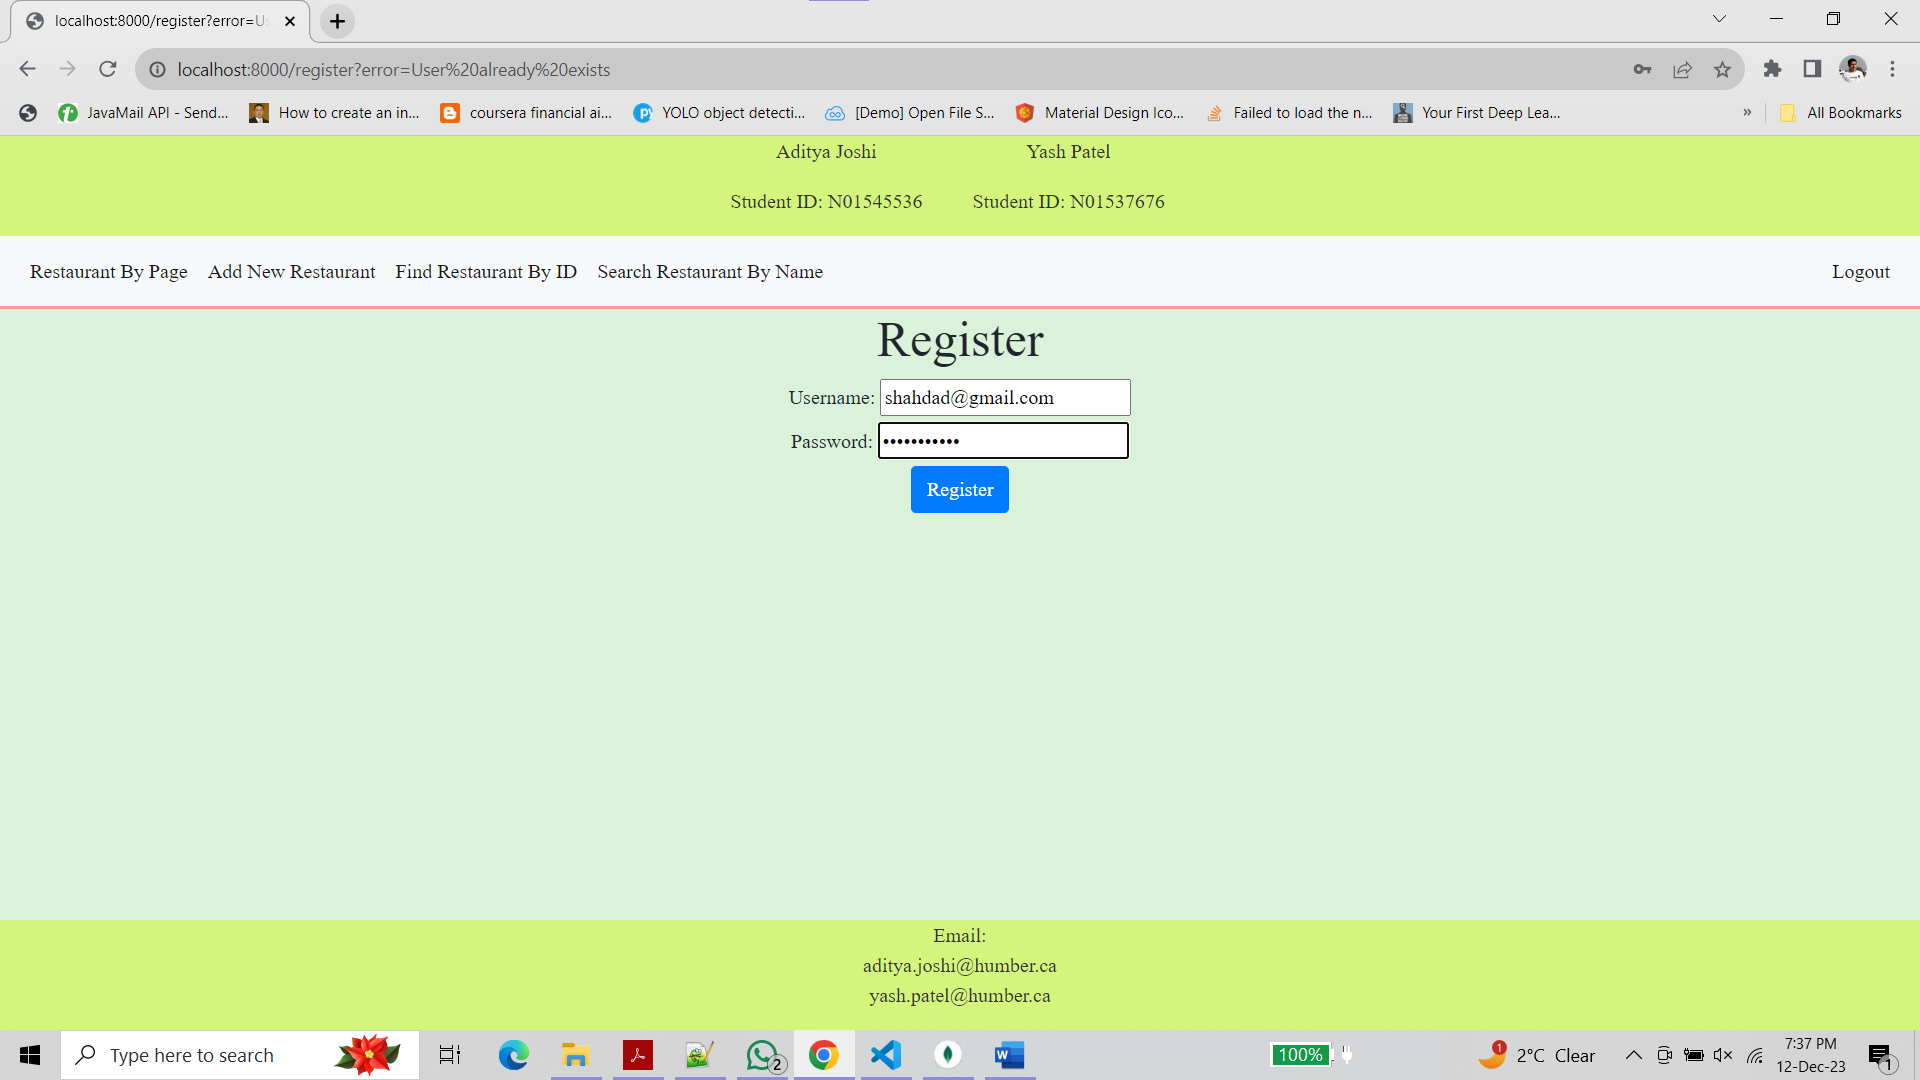 localhost:8000/register?error=U
localhost:8000/register?error=User%20already%20exists
JavaMail API - Send... How to create an in... coursera financial ai... YOLO object detecti... [Demo] Open File S... Material Design Ico... Failed to load the n... Your First Deep Lea... » All Bookmarks
Aditya Joshi Yash Patel
Student ID: N01545536 Student ID: N01537676
Restaurant By Page Add New Restaurant Find Restaurant By ID Search Restaurant By Name Logout
Register
Username: shahdad@gmail.com
Password: •••••••••••
Register
Email:
aditya.joshi@humber.ca
yash.patel@humber.ca
Type here to search 2 100% 1 2°C Clear 7:37 PM
12-Dec-23 1